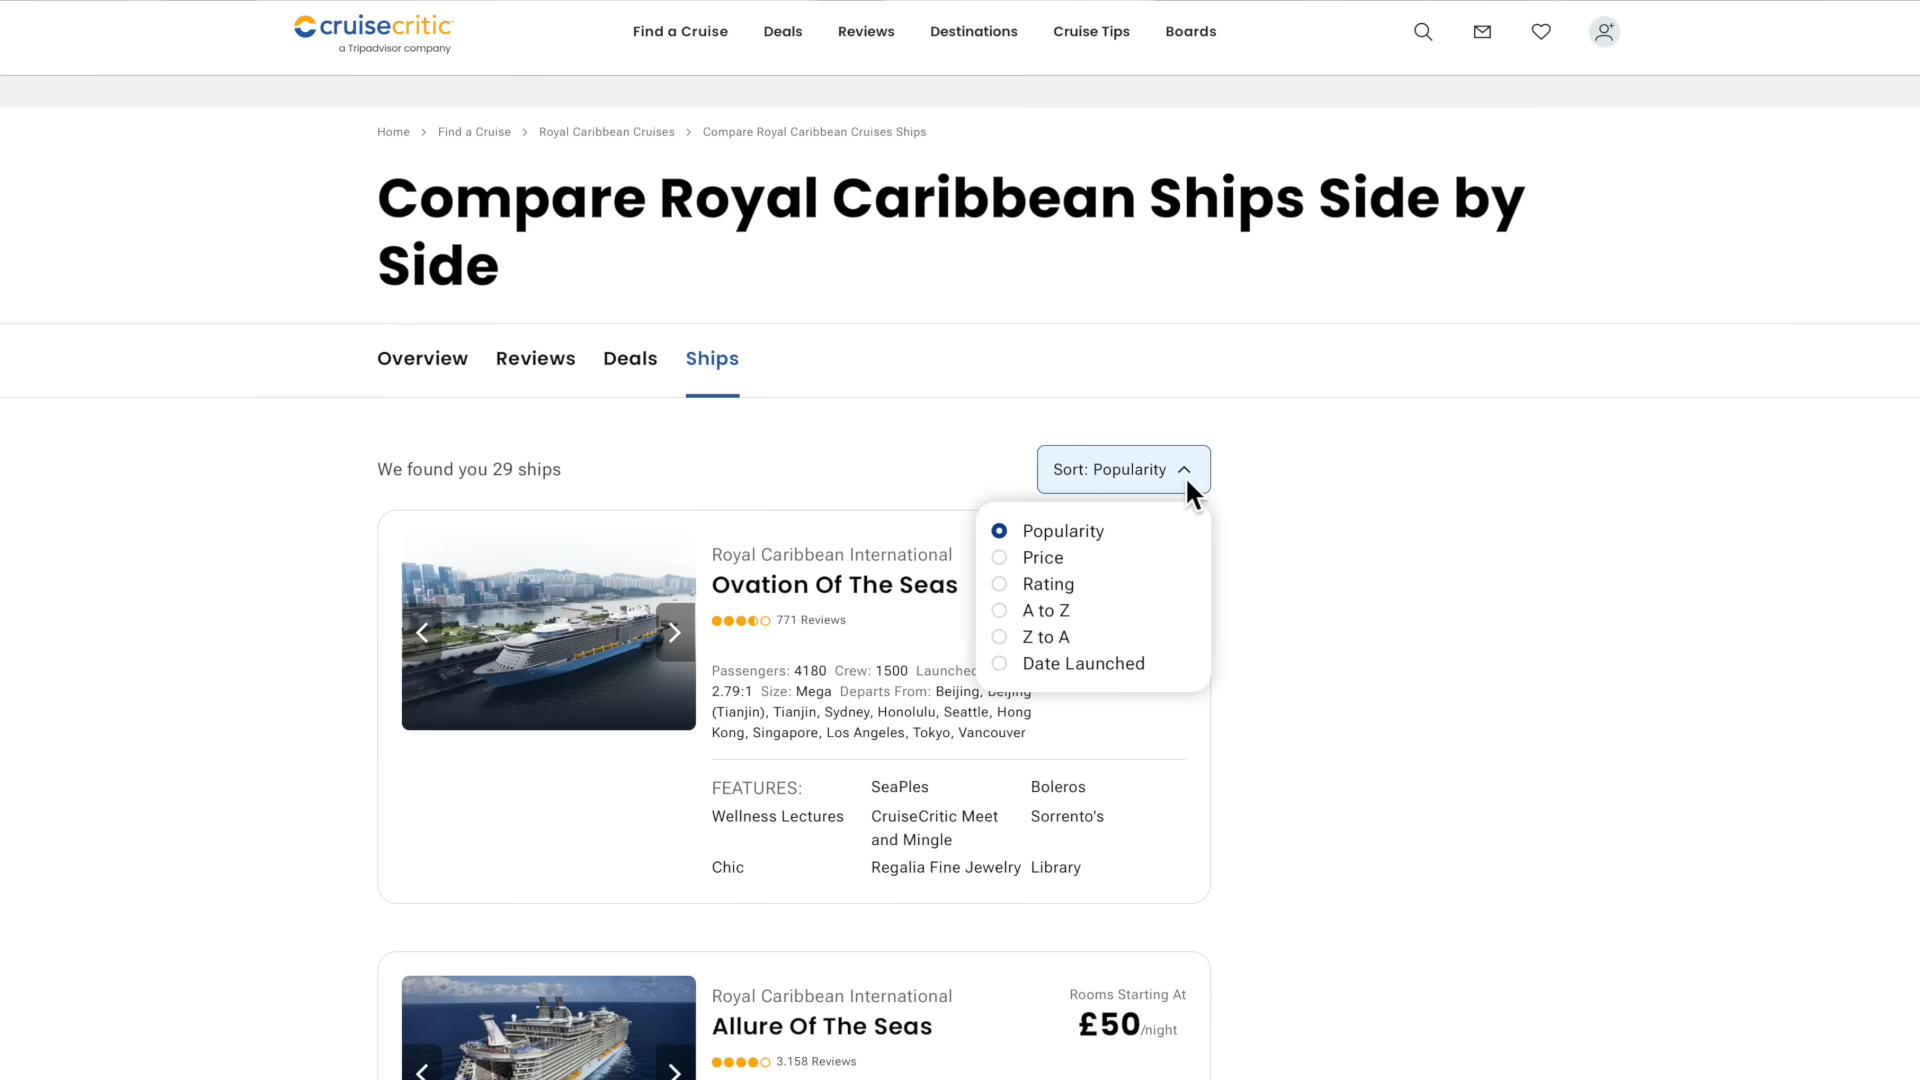 cruisecritic
a Tripadvisor company
Find a Cruise
Deals
Reviews
Destinations
Cruise Tips
Boards
Home > Find a Cruise > Royal Caribbean Cruises > Compare Royal Caribbean Cruises Ships
Compare Royal Caribbean Ships Side by
Side
Overview
Reviews
Deals
Ships
We found you 29 ships
Sort: Popularity
Popularity
Price
Rating
A to Z
Z to A
Date Launched
Royal Caribbean International
Ovation Of The Seas
771 Reviews
Passengers: 4180 Crew: 1500 Launched
2.79:1 Size: Mega Departs From: Beijing, Beijing
(Tianjin), Tianjin, Sydney, Honolulu, Seattle, Hong
Kong, Singapore, Los Angeles, Tokyo, Vancouver
FEATURES:
SeaPles
Boleros
Wellness Lectures
CruiseCritic Meet
and Mingle
Sorrento's
Chic
Regalia Fine Jewelry
Library
Royal Caribbean International
Allure Of The Seas
3.158 Reviews
Rooms Starting At
£50/night